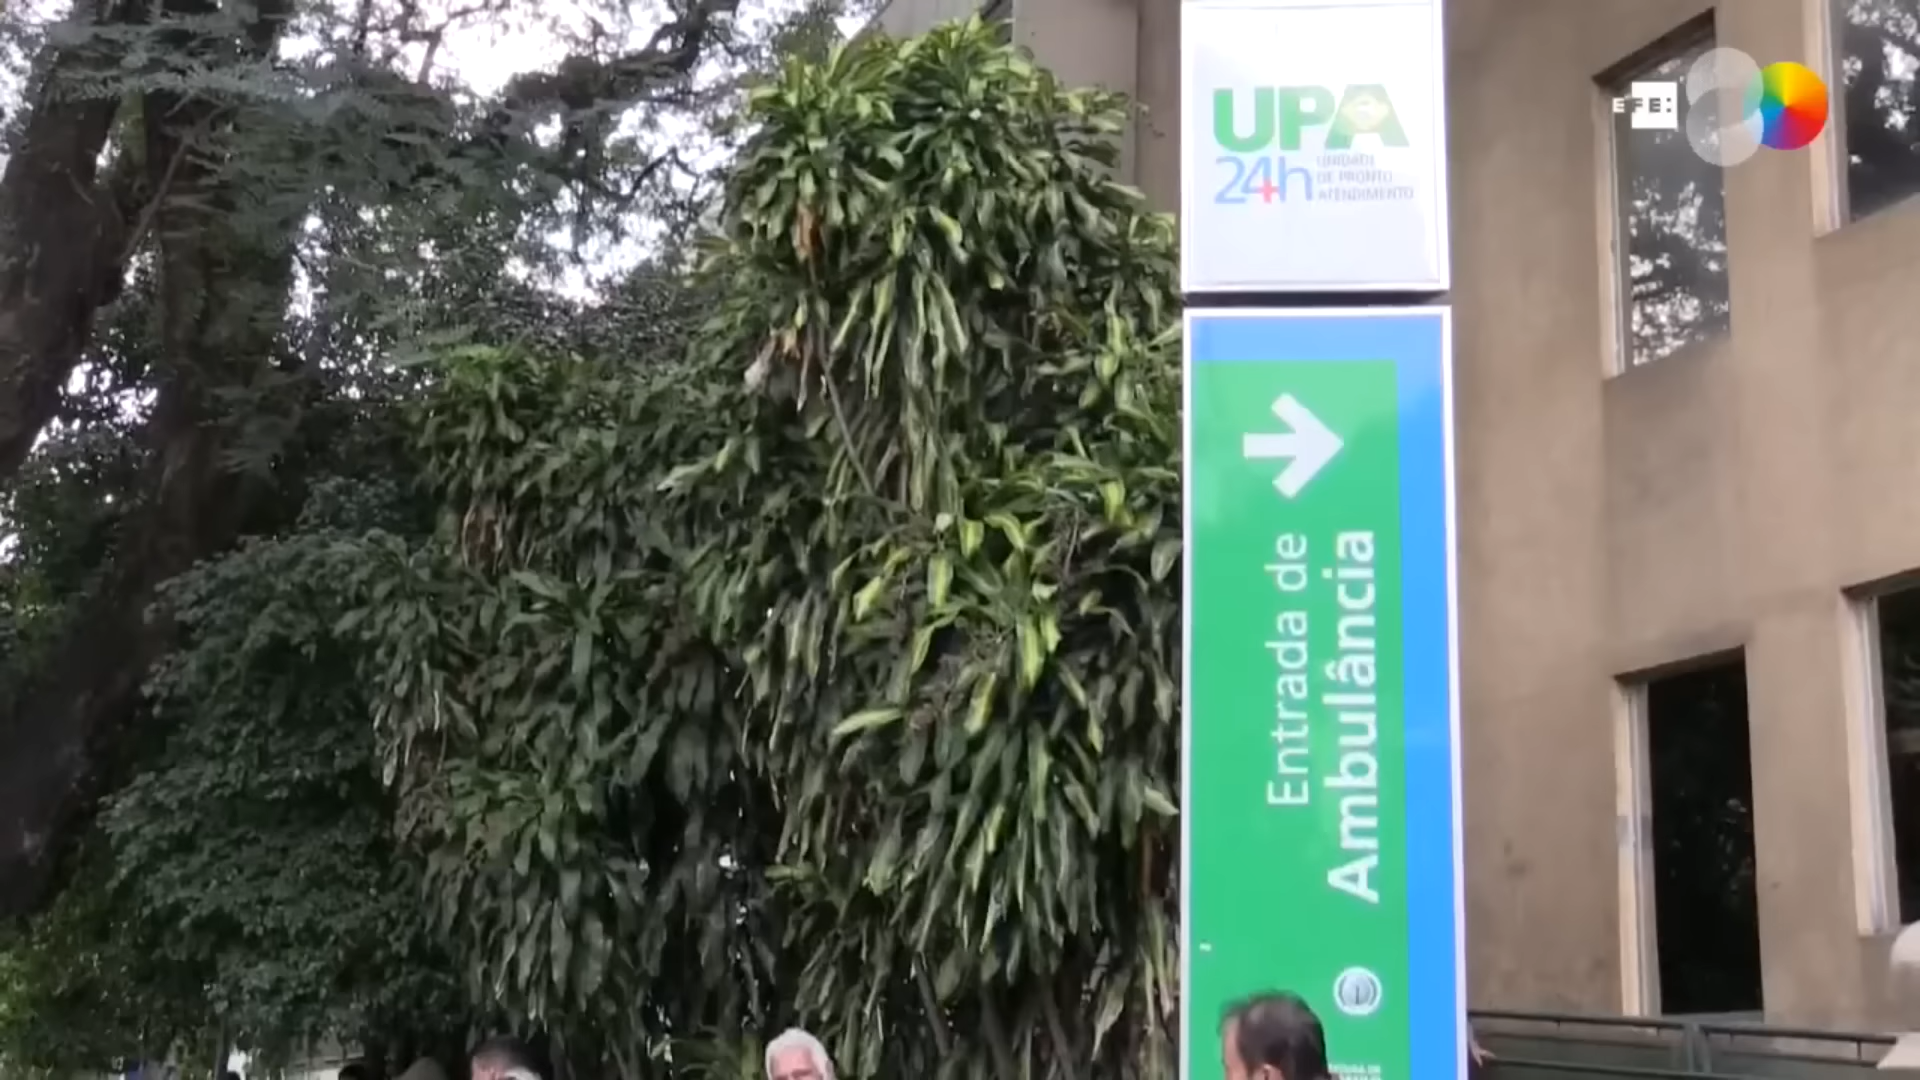 UPA
24h
UNIDADE
DE PRONTO
ATENDIMENTO
EFE:
Entrada de
Ambulância